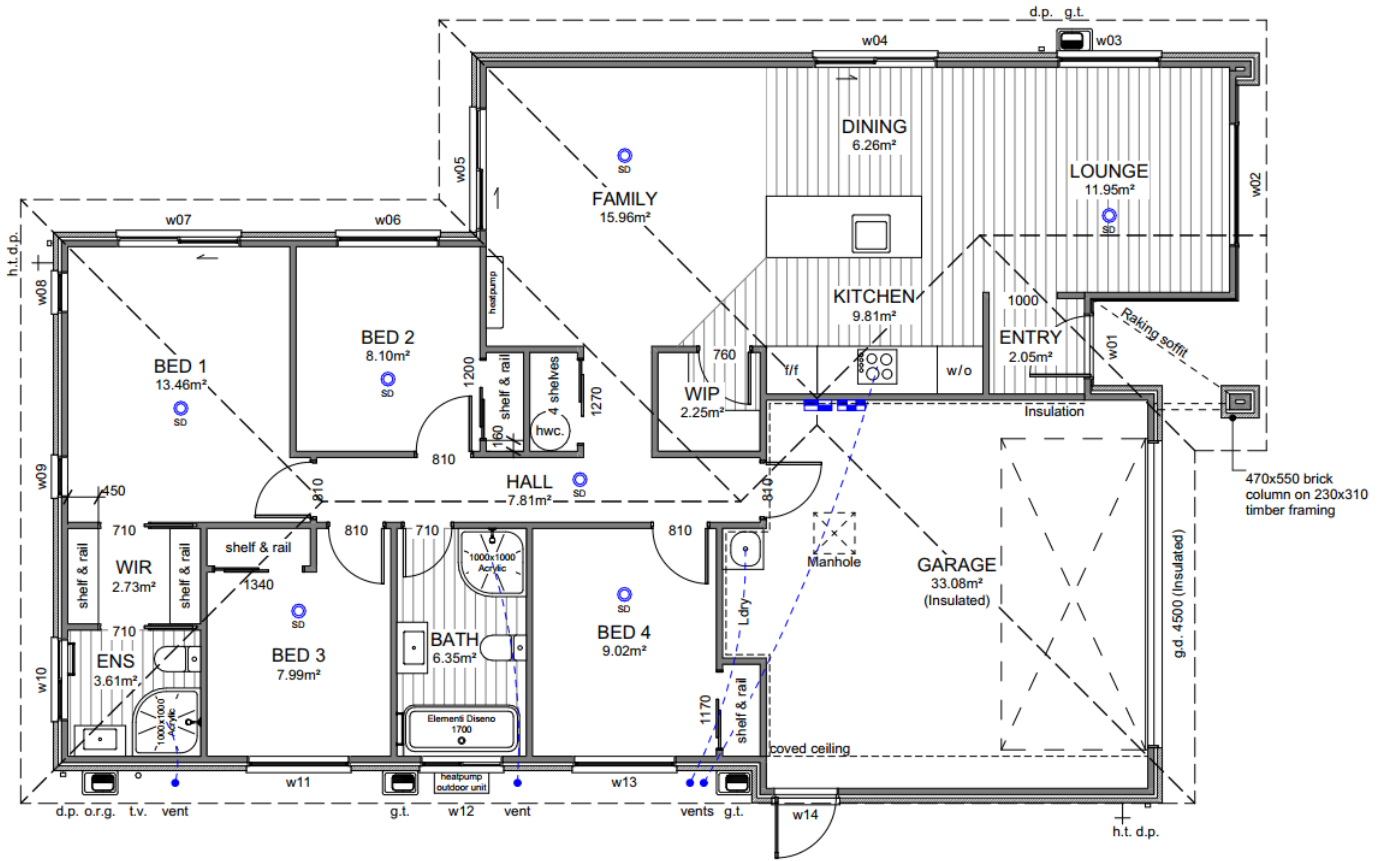 d.p. g.t.
w04
w03
DINING
6.26m²
SD
w05
FAMILY
15.96m²
LOUNGE
11.95m²
SD
w02
w07
w06
h.t. d.p.
w08
heatpump
KITCHEN
9.81m²
1000
Raking soffit
ENTRY
2.05m²
w01
BED 2
8.10m²
SD
BED 1
13.46m²
SD
1200
shelf & rail
160
4 shelves
hwc.
1270
760
WIP
2.25m²
f/f
w/o
Insulation
810
HALL
7.81m²
SD
810
810
w09
450
470x550 brick
column on 230x310
timber framing
710
810
710
810
shelf & rail
WIR
2.73m²
shelf & rail
shelf & rail
1340
1000x1000
Acrylic
Manhole
GARAGE
33.08m²
(Insulated)
g.d. 4500 (Insulated)
Ldry
SD
SD
710
BED 3
7.99m²
BATH
6.35m²
BED 4
9.02m²
ENS
3.61m²
w10
1000x1000
Acrylic
Elementi Diseno
1700
1170
shelf & rail
coved ceiling
w11
heatpump
outdoor unit
w13
d.p. o.r.g. t.v. vent
g.t.
w12
vent
vents
g.t.
w14
h.t. d.p.